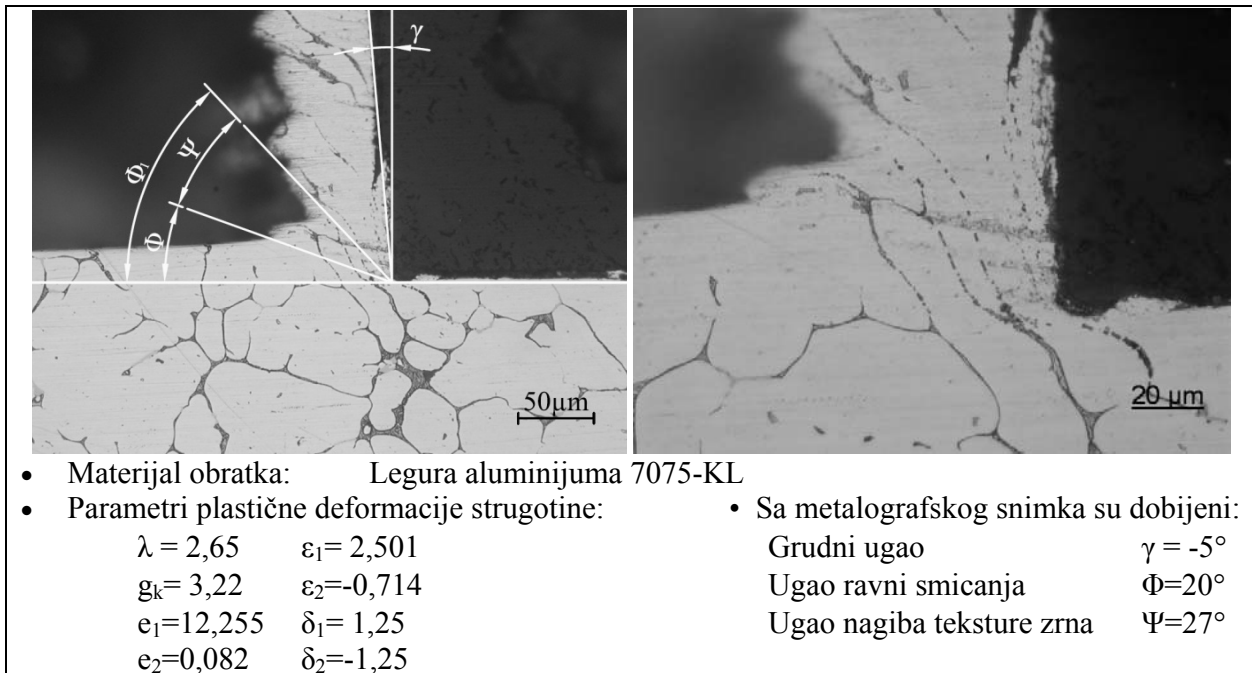 γ
Φ₁
Ψ
Φ
50μm
20 μm
• Materijal obratka: Legura aluminijuma 7075-KL
• Parametri plastične deformacije strugotine:
λ = 2,65 ε₁= 2,501
gₖ= 3,22 ε₂=-0,714
e₁=12,255 δ₁= 1,25
e₂=0,082 δ₂=-1,25
• Sa metalografskog snimka su dobijeni:
Grudni ugao γ = -5°
Ugao ravni smicanja Φ=20°
Ugao nagiba teksture zrna Ψ=27°